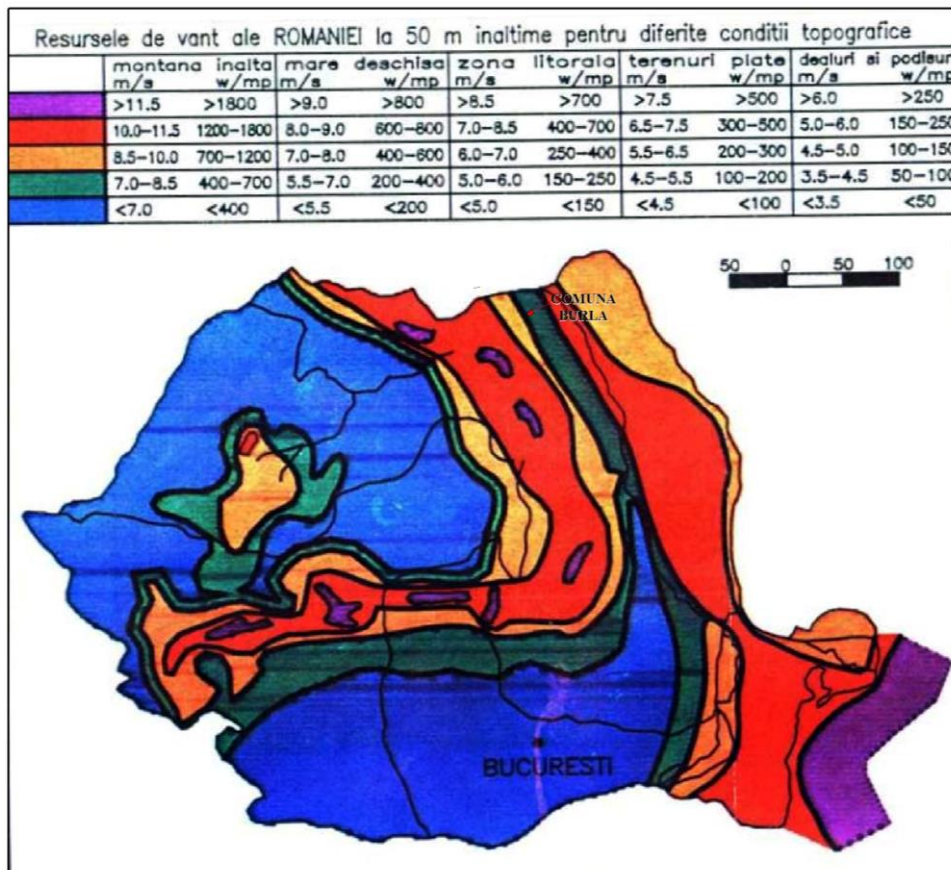 Resursele de vant ale ROMANIEI la 50 m inaltime pentru diferite conditii topografice
montana inalta mare deschisa zona litorala terenuri plate dealuri si podisuri
m/s w/mp m/s w/mp m/s w/mp m/s w/mp m/s w/mp
>11.5 >1800 >9.0 >800 >8.5 >700 >7.5 >500 >6.0 >250
10.0-11.5 1200-1800 8.0-9.0 600-800 7.0-8.5 400-700 6.5-7.5 300-500 5.0-6.0 150-250
8.5-10.0 700-1200 7.0-8.0 400-600 6.0-7.0 250-400 5.5-6.5 200-300 4.5-5.0 100-150
7.0-8.5 400-700 5.5-7.0 200-400 5.0-6.0 150-250 4.5-5.5 100-200 3.5-4.5 50-100
<7.0 <400 <5.5 <200 <5.0 <150 <4.5 <100 <3.5 <50
50 0 50 100
COMUNA
BURLA
BUCURESTI